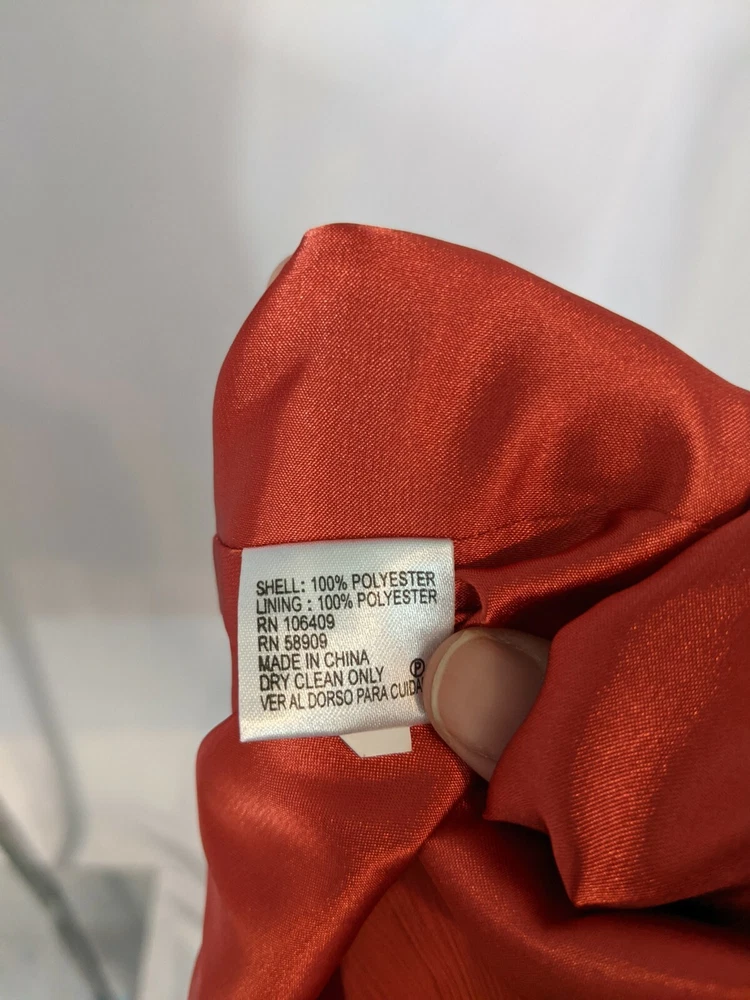 SHELL: 100% POLYESTER
LINING : 100% POLYESTER
RN 106409
RN 58909
MADE IN CHINA
DRY CLEAN ONLY Ⓟ
VER AL DORSO PARA